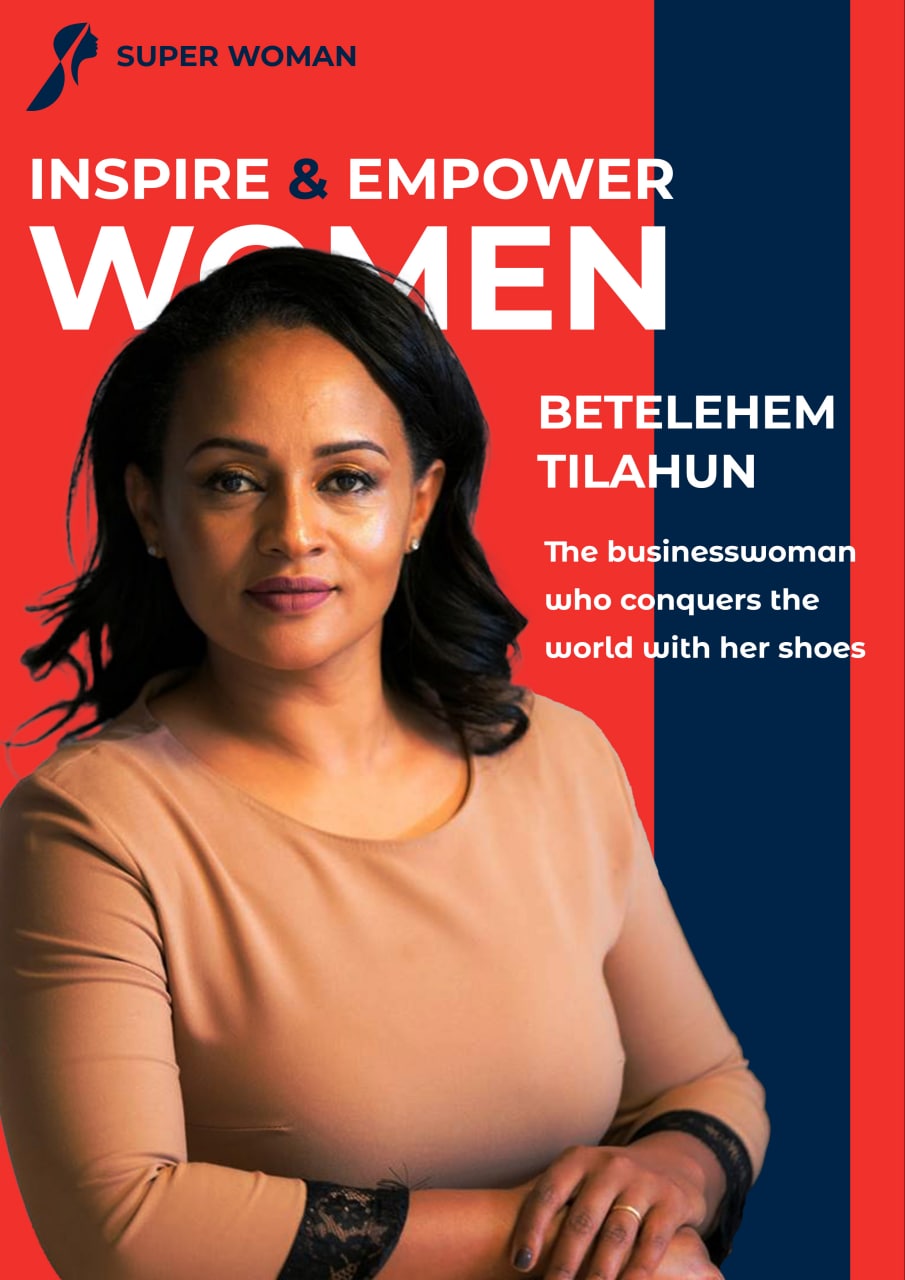 SUPER WOMAN
INSPIRE & EMPOWER
WOMEN
BETELEHEM
TILAHUN
The businesswoman
who conquers the
world with her shoes